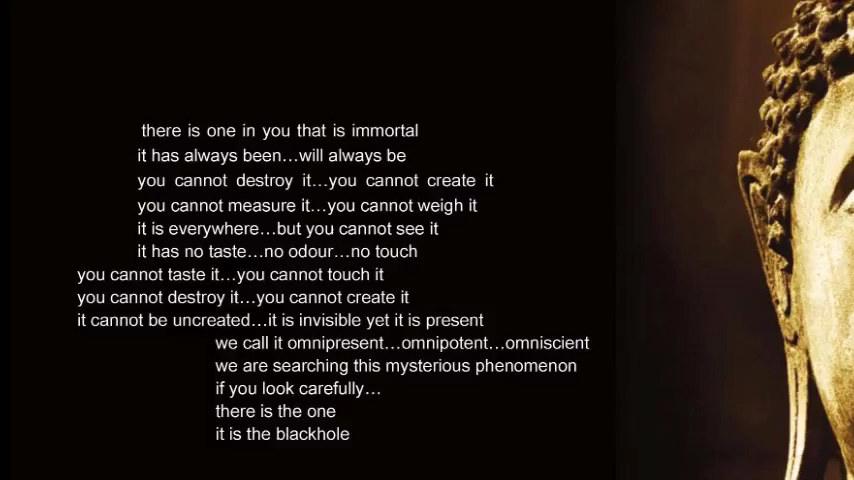 there is one in you that is immortal
it has always been…will always be
you cannot destroy it…you cannot create it
you cannot measure it…you cannot weigh it
it is everywhere…but you cannot see it
it has no taste…no odour…no touch
you cannot taste it…you cannot touch it
you cannot destroy it…you cannot create it
it cannot be uncreated…it is invisible yet it is present
we call it omnipresent…omnipotent…omniscient
we are searching this mysterious phenomenon
if you look carefully…
there is the one
it is the blackhole